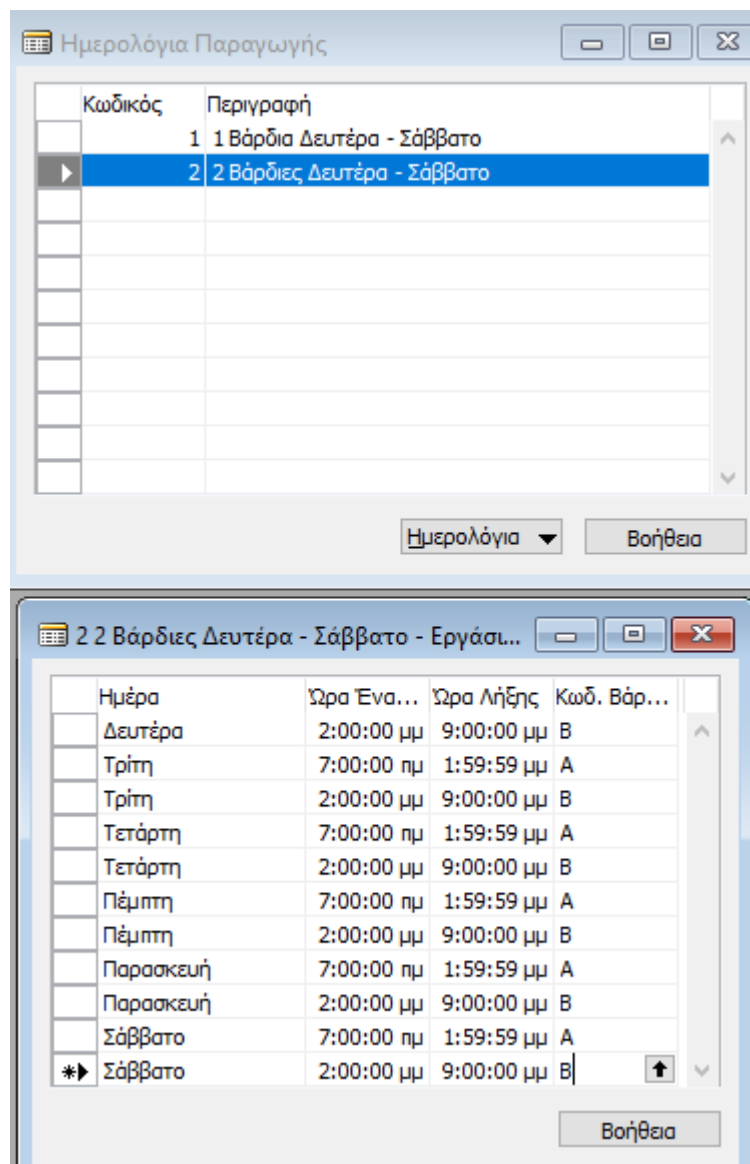 Ημερολόγια Παραγωγής
Κωδικός Περιγραφή
1 1 Βάρδια Δευτέρα - Σάββατο
2 2 Βάρδιες Δευτέρα - Σάββατο
Ημερολόγια Βοήθεια
2 2 Βάρδιες Δευτέρα - Σάββατο - Εργάσι...
Ημέρα Ώρα Ένα... Ώρα Λήξης Κωδ. Βάρ...
Δευτέρα 2:00:00 μμ 9:00:00 μμ B
Τρίτη 7:00:00 πμ 1:59:59 μμ A
Τρίτη 2:00:00 μμ 9:00:00 μμ B
Τετάρτη 7:00:00 πμ 1:59:59 μμ A
Τετάρτη 2:00:00 μμ 9:00:00 μμ B
Πέμπτη 7:00:00 πμ 1:59:59 μμ A
Πέμπτη 2:00:00 μμ 9:00:00 μμ B
Παρασκευή 7:00:00 πμ 1:59:59 μμ A
Παρασκευή 2:00:00 μμ 9:00:00 μμ B
Σάββατο 7:00:00 πμ 1:59:59 μμ A
Σάββατο 2:00:00 μμ 9:00:00 μμ B
Βοήθεια